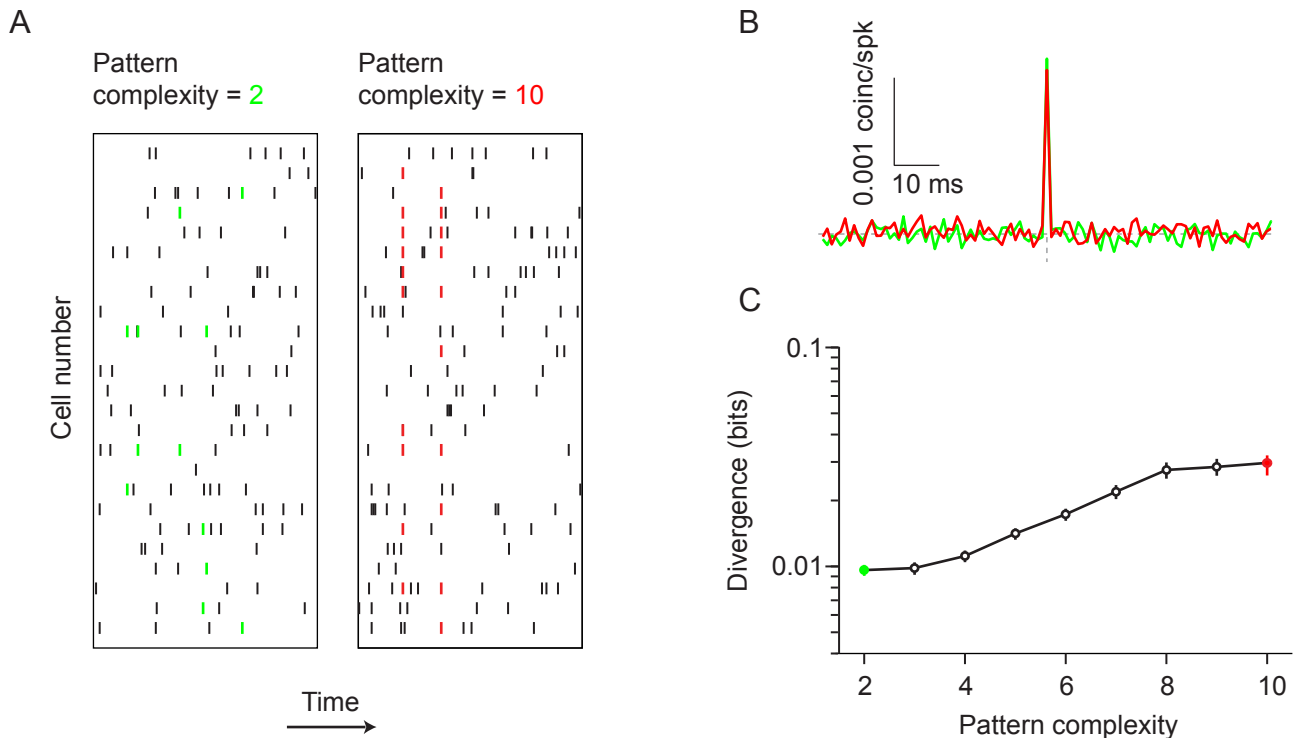 A
Pattern
complexity = 2
Pattern
complexity = 10
Cell number
Time
B
0.001 coinc/spk
10 ms
C
Divergence (bits)
0.1
0.01
2 4 6 8 10
Pattern complexity